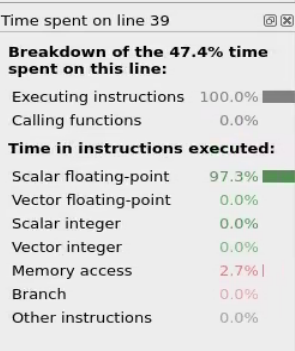 Time spent on line 39
Breakdown of the 47.4% time
spent on this line:
Executing instructions 100.0%
Calling functions 0.0%
Time in instructions executed:
Scalar floating-point 97.3%
Vector floating-point 0.0%
Scalar integer 0.0%
Vector integer 0.0%
Memory access 2.7%
Branch 0.0%
Other instructions 0.0%